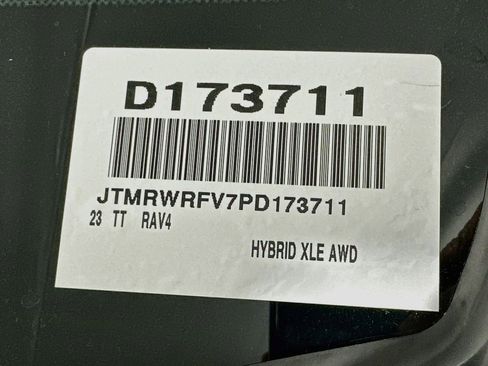 D173711
JTMRWRFV7PD173711
23 TT RAV4
HYBRID XLE AWD